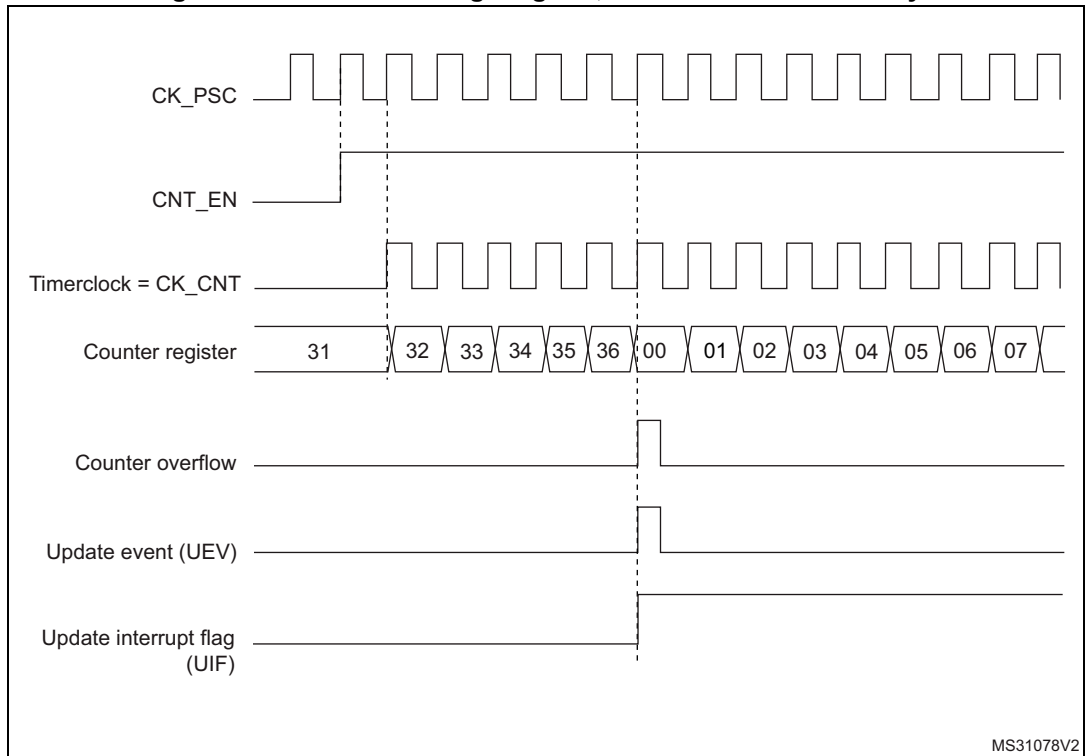 CK_PSC
CNT_EN
Timerclock = CK_CNT
Counter register 31 32 33 34 35 36 00 01 02 03 04 05 06 07
Counter overflow
Update event (UEV)
Update interrupt flag
(UIF)
MS31078V2